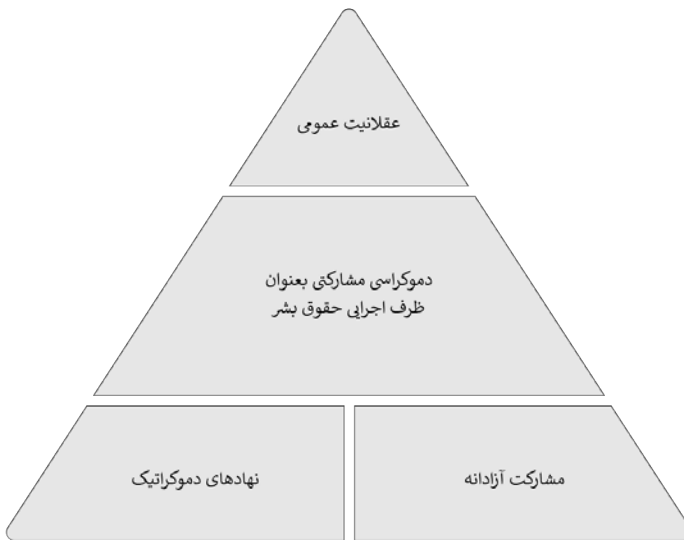 عقلانیت عمومی
دموکراسی مشارکتی بعنوان
ظرف اجرایی حقوق بشر
مشارکت آزادانه
نهادهای دموکراتیک